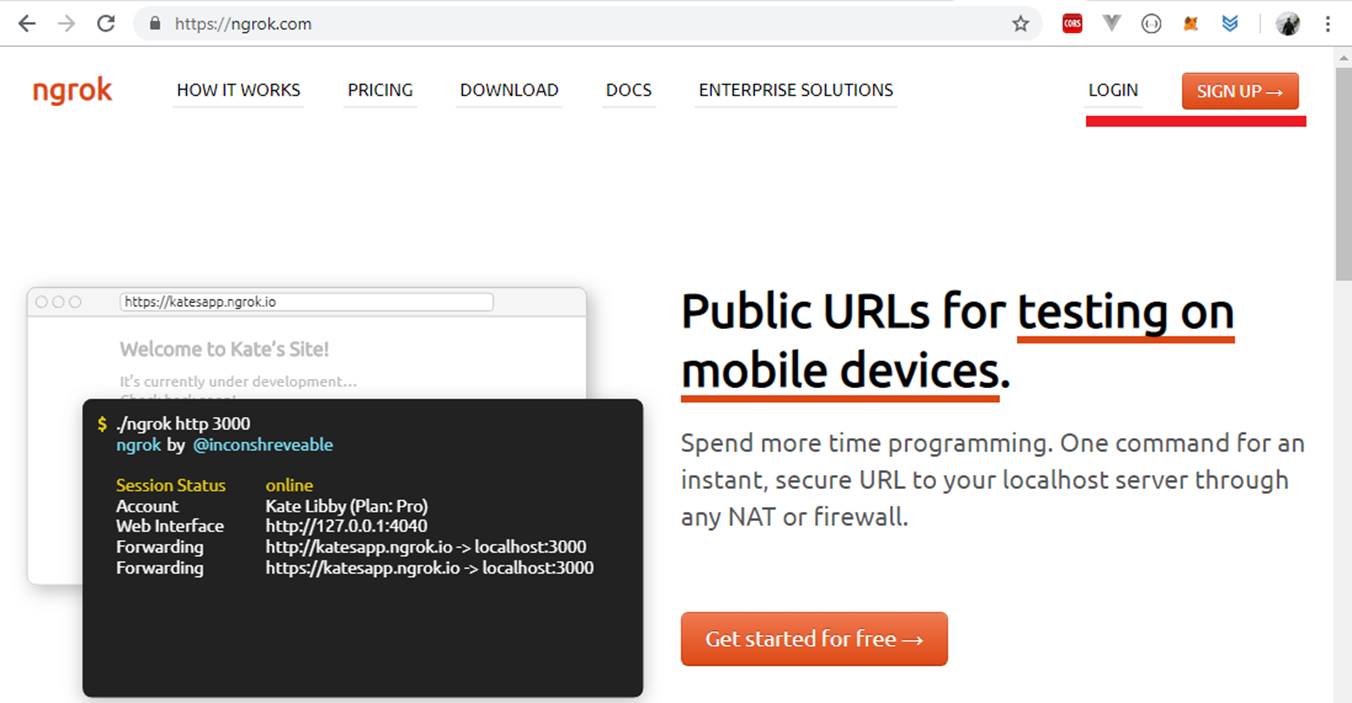 https://ngrok.com
CORS
ngrok
HOW IT WORKS
PRICING
DOWNLOAD
DOCS
ENTERPRISE SOLUTIONS
LOGIN
SIGN UP →
https://katesapp.ngrok.io
Welcome to Kate's Site!
It's currently under development...
$ ./ngrok http 3000
ngrok by @inconshreveable
Session Status online
Account Kate Libby (Plan: Pro)
Web Interface http://127.0.0.1:4040
Forwarding http://katesapp.ngrok.io -> localhost:3000
Forwarding https://katesapp.ngrok.io -> localhost:3000
Public URLs for testing on
mobile devices.
Spend more time programming. One command for an
instant, secure URL to your localhost server through
any NAT or firewall.
Get started for free →